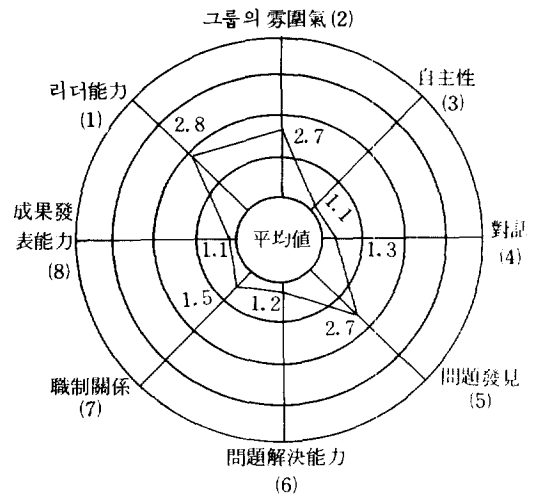 그룹의 雰圍氣(2)
리더能力
(1)
自主性
(3)
2.8
2.7
1.1
成果發
表能力
(8)
1.1
平均値
1.3
對話
(4)
1.5
1.2
2.7
職制關係
(7)
問題發見
(5)
問題解決能力
(6)